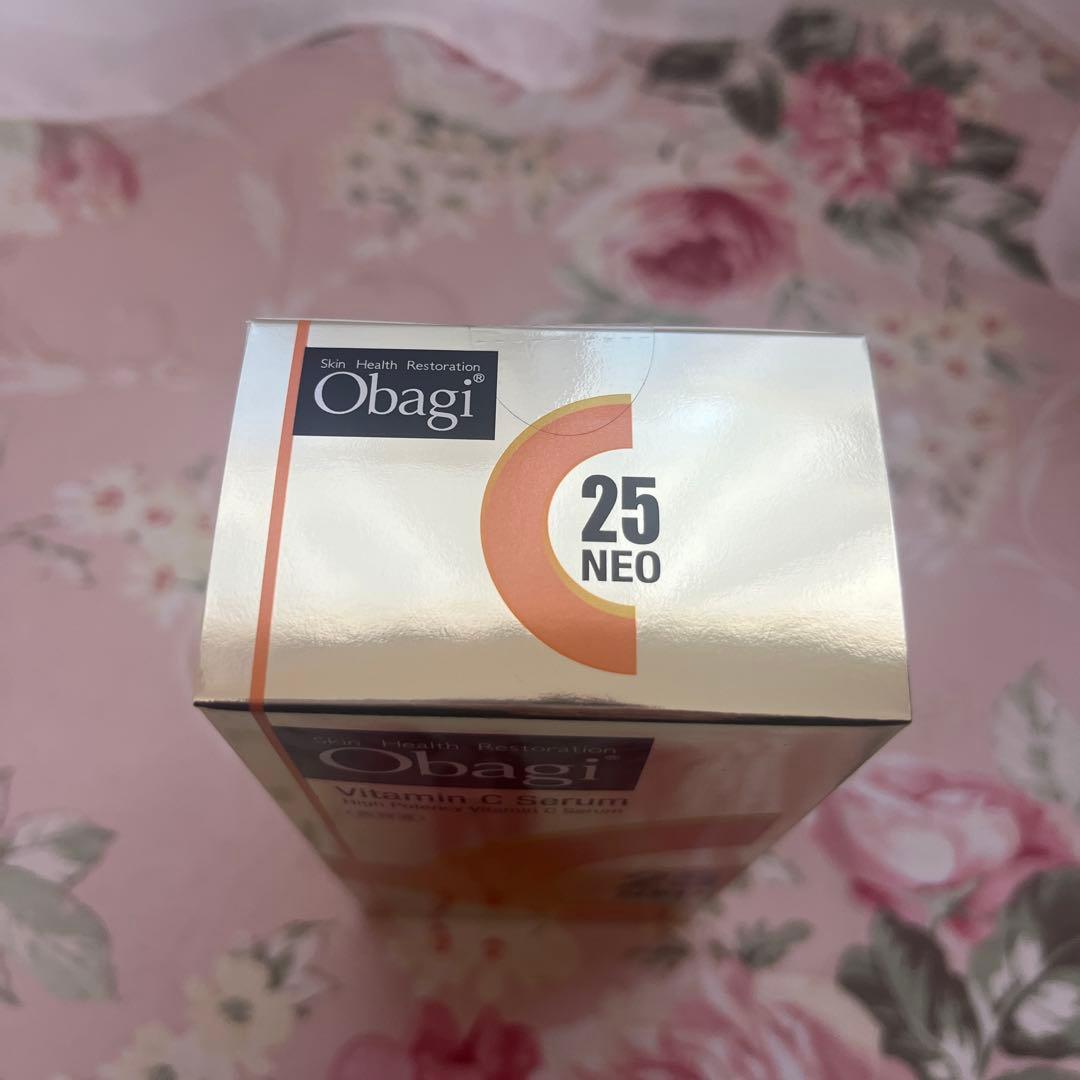 Skin Health Restoration
Obagi®
C
25
NEO
Skin Health Restoration
Obagi®
Vitamin C Serum
High Potency Vitamin C Serum